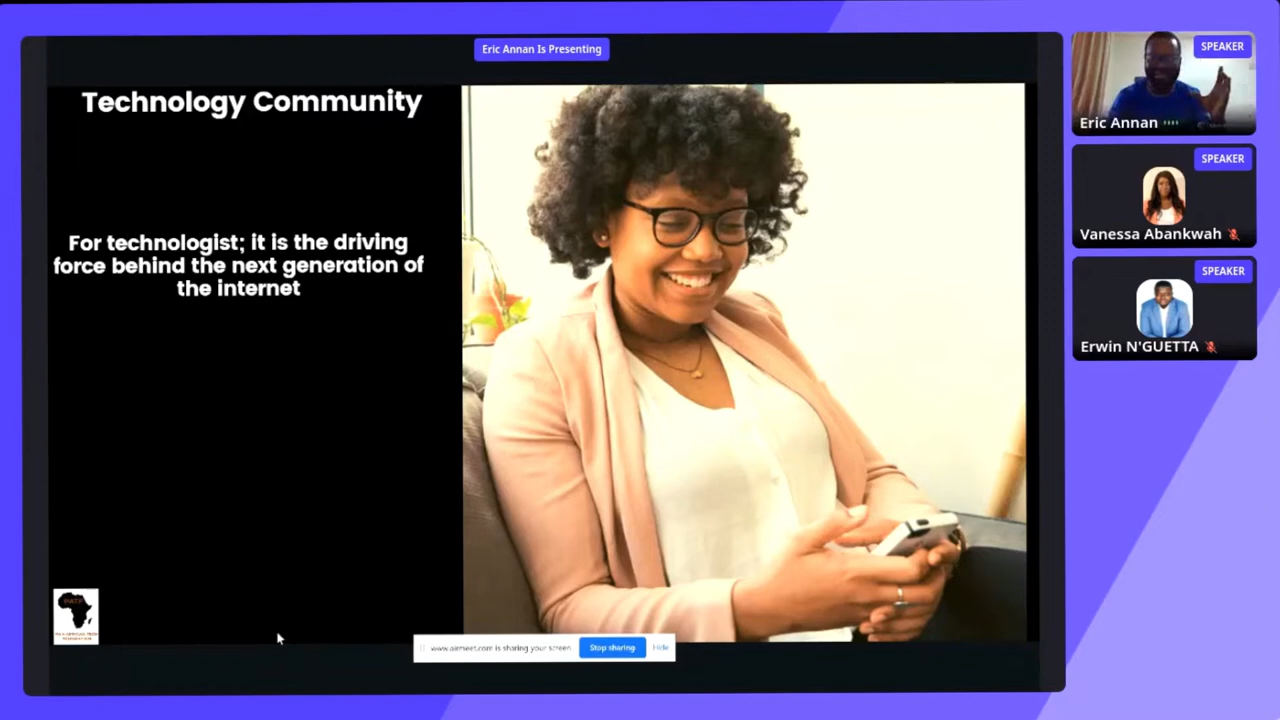 Eric Annan Is Presenting
Technology Community
For technologist; it is the driving
force behind the next generation of
the internet
www.airmeet.com is sharing your screen
Stop sharing
Hide
SPEAKER
Eric Annan
SPEAKER
Vanessa Abankwah
SPEAKER
Erwin N'GUETTA